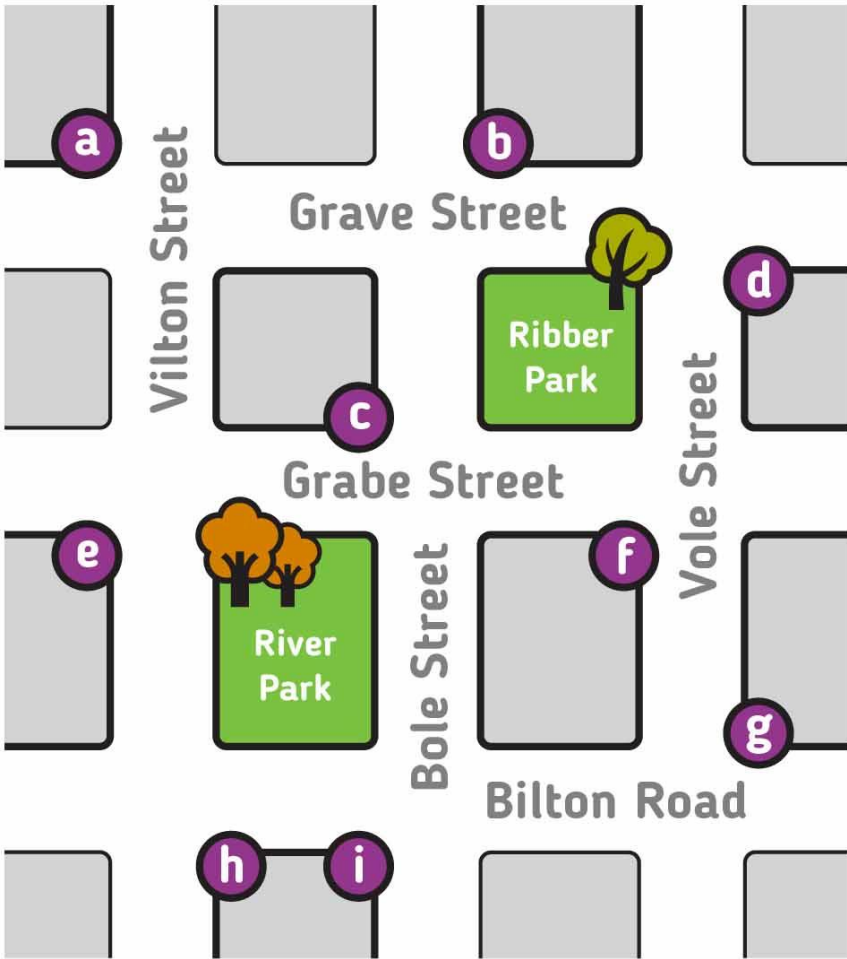 a
b
Vilton Street
Grave Street
d
Ribber
Park
c
Vole Street
Grabe Street
e
f
River
Park
Bole Street
g
Bilton Road
h
i